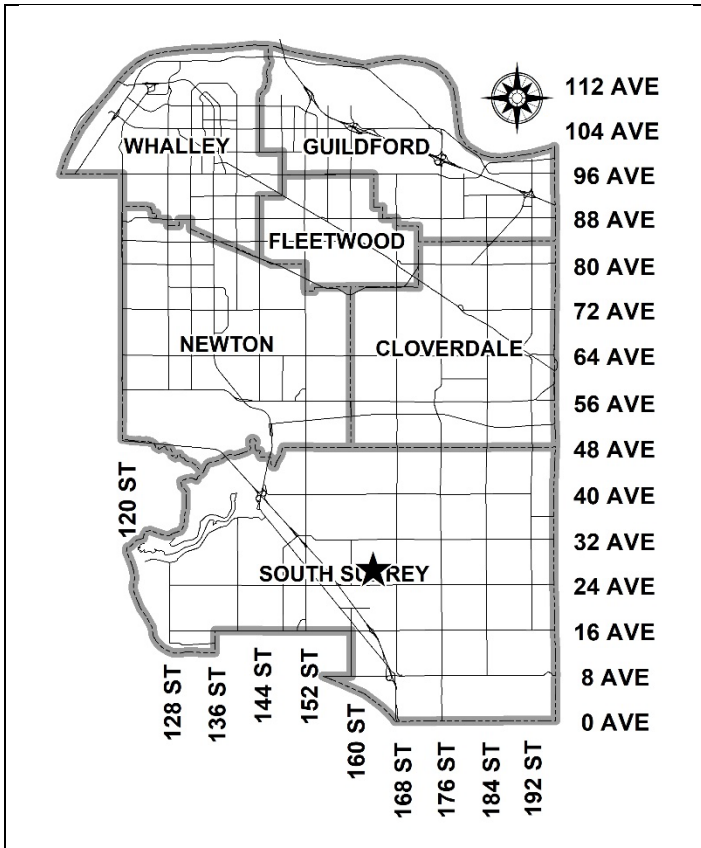 112 AVE
104 AVE
WHALLEY
GUILDFORD
96 AVE
88 AVE
FLEETWOOD
80 AVE
72 AVE
NEWTON
CLOVERDALE
64 AVE
56 AVE
48 AVE
120 ST
40 AVE
32 AVE
SOUTH SU REY
24 AVE
16 AVE
128 ST
136 ST
144 ST
152 ST
160 ST
168 ST
176 ST
184 ST
192 ST
8 AVE
0 AVE